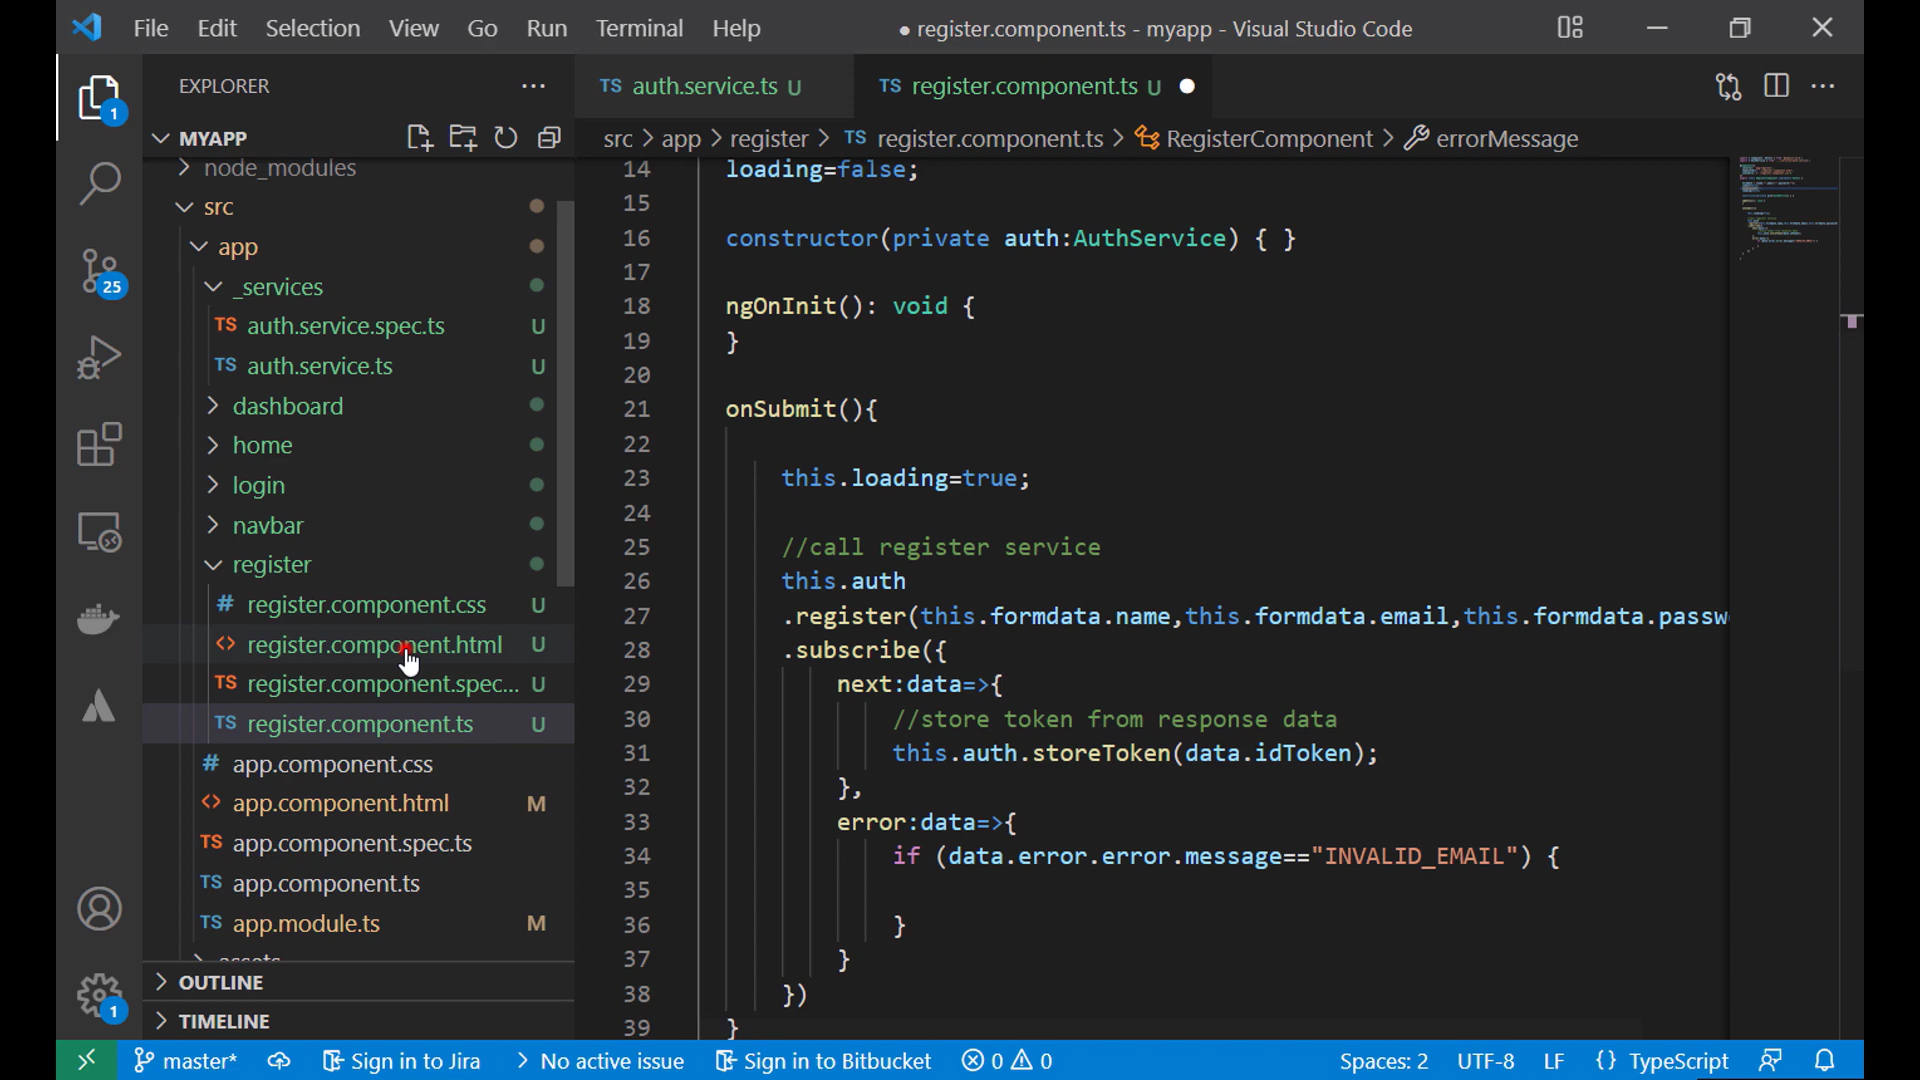 File Edit Selection View Go Run Terminal Help ● register.component.ts - myapp - Visual Studio Code
EXPLORER
MYAPP
node_modules
src
app
_services
TS auth.service.spec.ts U
TS auth.service.ts U
dashboard
home
login
navbar
register
# register.component.css U
<> register.component.html U
TS register.component.spec... U
TS register.component.ts U
# app.component.css
<> app.component.html M
TS app.component.spec.ts
TS app.component.ts
TS app.module.ts M
assets
OUTLINE
TIMELINE
1
25
1
TS auth.service.ts U
TS register.component.ts U
src > app > register > TS register.component.ts > RegisterComponent > errorMessage
14 loading=false;
15
16 constructor(private auth:AuthService) { }
17
18 ngOnInit(): void {
19 }
20
21 onSubmit(){
22
23 this.loading=true;
24
25 //call register service
26 this.auth
27 .register(this.formdata.name,this.formdata.email,this.formdata.passw
28 .subscribe({
29 next:data=>{
30 //store token from response data
31 this.auth.storeToken(data.idToken);
32 },
33 error:data=>{
34 if (data.error.error.message=="INVALID_EMAIL") {
35
36 }
37 }
38 })
39 }
master* Sign in to Jira No active issue Sign in to Bitbucket 0 0 Spaces: 2 UTF-8 LF {} TypeScript